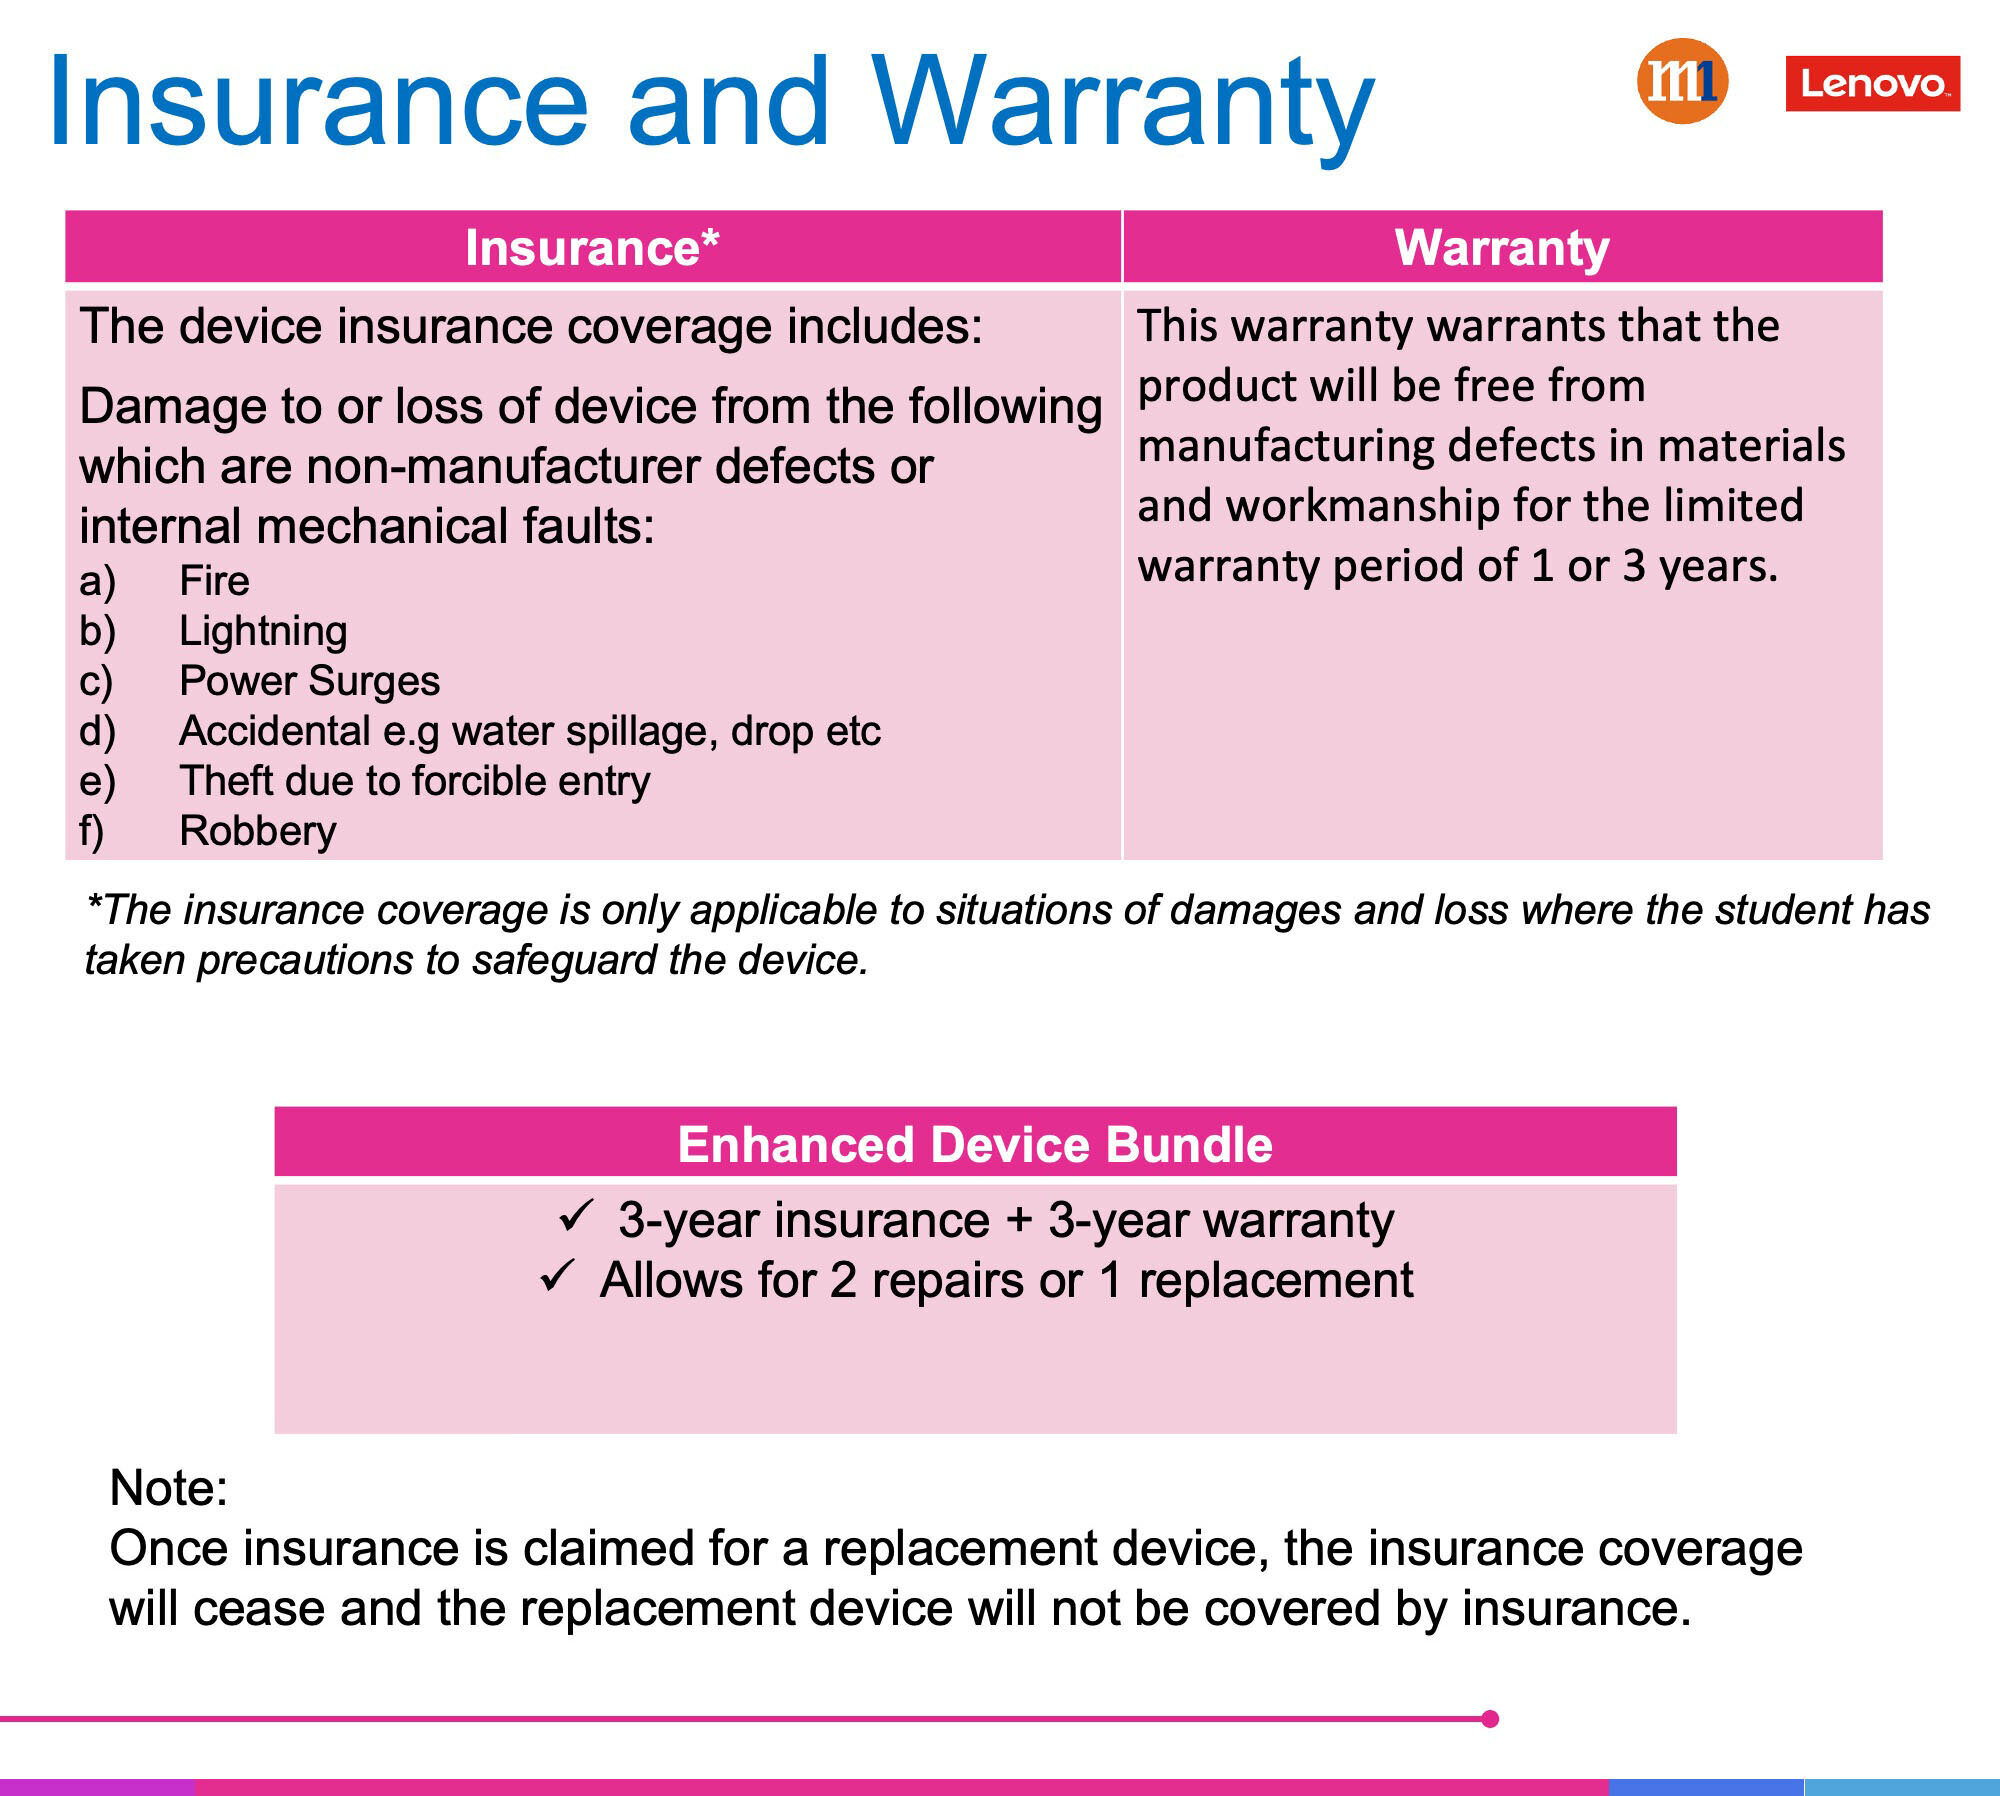 Insurance and Warranty
m1
Lenovo™
Insurance*
Warranty
The device insurance coverage includes:
Damage to or loss of device from the following
which are non-manufacturer defects or
internal mechanical faults:
a) Fire
b) Lightning
c) Power Surges
d) Accidental e.g water spillage, drop etc
e) Theft due to forcible entry
f) Robbery
This warranty warrants that the
product will be free from
manufacturing defects in materials
and workmanship for the limited
warranty period of 1 or 3 years.
*The insurance coverage is only applicable to situations of damages and loss where the student has
taken precautions to safeguard the device.
Enhanced Device Bundle
✓ 3-year insurance + 3-year warranty
✓ Allows for 2 repairs or 1 replacement
Note:
Once insurance is claimed for a replacement device, the insurance coverage
will cease and the replacement device will not be covered by insurance.